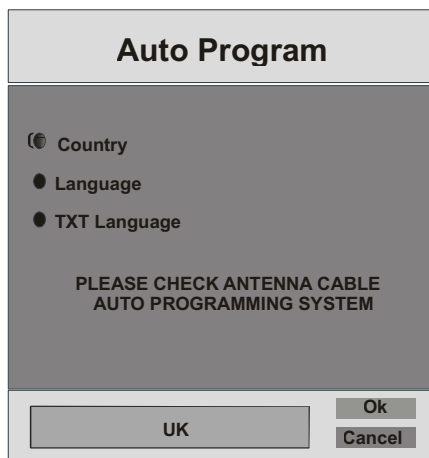 Auto Program
Country
Language
TXT Language
PLEASE CHECK ANTENNA CABLE
AUTO PROGRAMMING SYSTEM
UK
Ok
Cancel